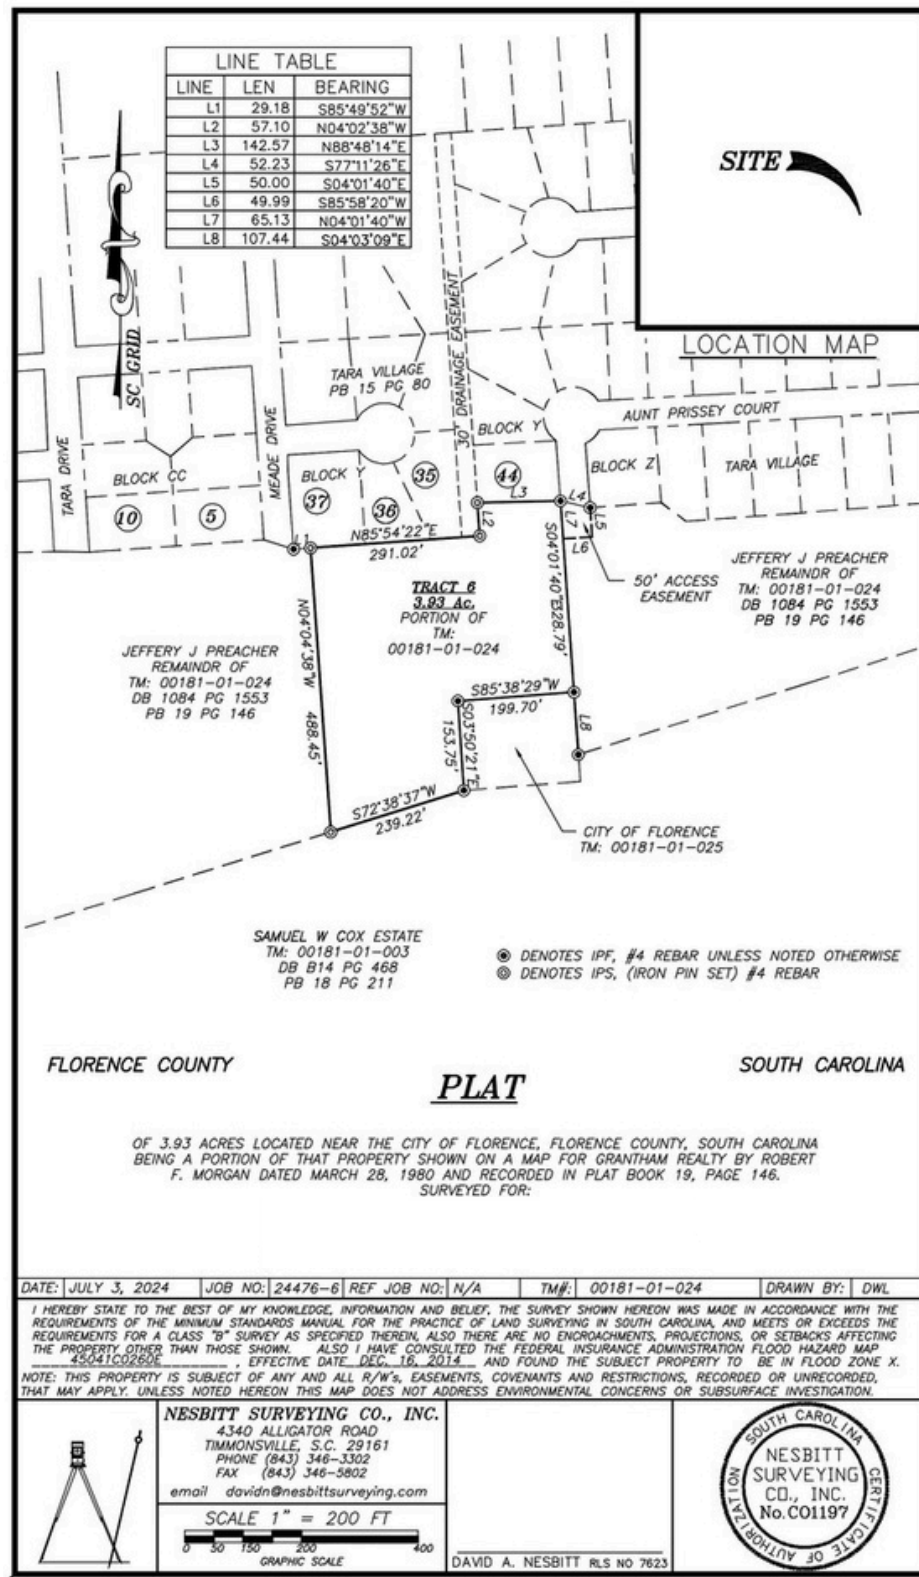 LINE TABLE
LINE LEN BEARING
L1 29.18 S85°49'52"W
L2 57.10 N04°02'38"W
L3 142.57 N88°48'14"E
L4 52.23 S77°11'26"E
L5 50.00 S04°01'40"E
L6 49.99 S85°58'20"W
L7 65.13 N04°01'40"W
L8 107.44 S04°03'09"E
SITE
LOCATION MAP
SC GRID
TARA VILLAGE
PB 15 PG 80
30' DRAINAGE EASEMENT
AUNT PRISSEY COURT
TARA DRIVE
MEADE DRIVE
BLOCK CC
BLOCK Y
BLOCK Y
BLOCK Z
TARA VILLAGE
10
5
37
36
35
44
L1
L2
L3
L4
L5
L6
L7
L8
N85°54'22"E
291.02'
TRACT 6
3.93 Ac.
PORTION OF
TM:
00181-01-024
S04°01'40"E
328.79'
50' ACCESS
EASEMENT
JEFFERY J PREACHER
REMAINDR OF
TM: 00181-01-024
DB 1084 PG 1553
PB 19 PG 146
JEFFERY J PREACHER
REMAINDR OF
TM: 00181-01-024
DB 1084 PG 1553
PB 19 PG 146
N04°04'38"W
488.45'
S85°38'29"W
199.70'
S03°50'21"E
153.75'
S72°38'37"W
239.22'
CITY OF FLORENCE
TM: 00181-01-025
SAMUEL W COX ESTATE
TM: 00181-01-003
DB B14 PG 468
PB 18 PG 211
DENOTES IPF, #4 REBAR UNLESS NOTED OTHERWISE
DENOTES IPS, (IRON PIN SET) #4 REBAR
FLORENCE COUNTY
SOUTH CAROLINA
PLAT
OF 3.93 ACRES LOCATED NEAR THE CITY OF FLORENCE, FLORENCE COUNTY, SOUTH CAROLINA
BEING A PORTION OF THAT PROPERTY SHOWN ON A MAP FOR GRANTHAM REALTY BY ROBERT
F. MORGAN DATED MARCH 28, 1980 AND RECORDED IN PLAT BOOK 19, PAGE 146.
SURVEYED FOR:
DATE: JULY 3, 2024 JOB NO: 24476-6 REF JOB NO: N/A TM#: 00181-01-024 DRAWN BY: DWL
I HEREBY STATE TO THE BEST OF MY KNOWLEDGE, INFORMATION AND BELIEF, THE SURVEY SHOWN HEREON WAS MADE IN ACCORDANCE WITH THE
REQUIREMENTS OF THE MINIMUM STANDARDS MANUAL FOR THE PRACTICE OF LAND SURVEYING IN SOUTH CAROLINA, AND MEETS OR EXCEEDS THE
REQUIREMENTS FOR A CLASS "B" SURVEY AS SPECIFIED THEREIN, ALSO THERE ARE NO ENCROACHMENTS, PROJECTIONS, OR SETBACKS AFFECTING
THE PROPERTY OTHER THAN THOSE SHOWN. ALSO I HAVE CONSULTED THE FEDERAL INSURANCE ADMINISTRATION FLOOD HAZARD MAP
45041C0260E , EFFECTIVE DATE DEC. 16, 2014 AND FOUND THE SUBJECT PROPERTY TO BE IN FLOOD ZONE X.
NOTE: THIS PROPERTY IS SUBJECT OF ANY AND ALL R/W's, EASEMENTS, COVENANTS AND RESTRICTIONS, RECORDED OR UNRECORDED,
THAT MAY APPLY. UNLESS NOTED HEREON THIS MAP DOES NOT ADDRESS ENVIRONMENTAL CONCERNS OR SUBSURFACE INVESTIGATION.
NESBITT SURVEYING CO., INC.
4340 ALLIGATOR ROAD
TIMMONSVILLE, S.C. 29161
PHONE (843) 346-3302
FAX (843) 346-5802
email davidn@nesbittsurveying.com
SCALE 1" = 200 FT
0 50 150 200 400
GRAPHIC SCALE
DAVID A. NESBITT RLS NO 7623
SOUTH CAROLINA
NESBITT
SURVEYING
CO., INC.
No. C01197
CERTIFICATE OF AUTHORIZATION